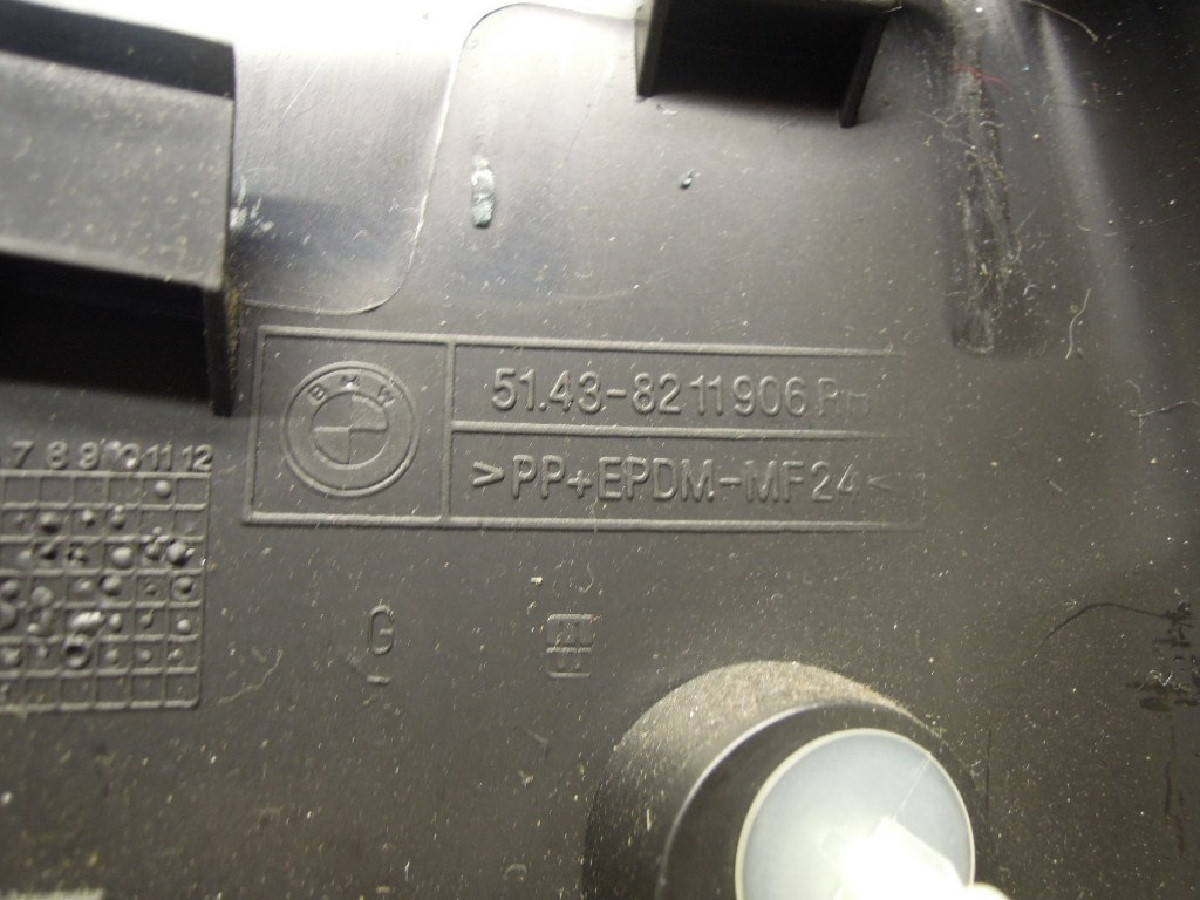 BMW
51.43-8211906
>PP+EPDM-MF24<
7 8 9 10 11 12
G